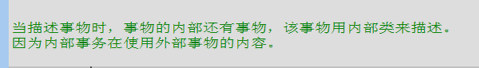 当描述事物时，事物的内部还有事物，该事物用内部类来描述。
因为内部事务在使用外部事物的内容。